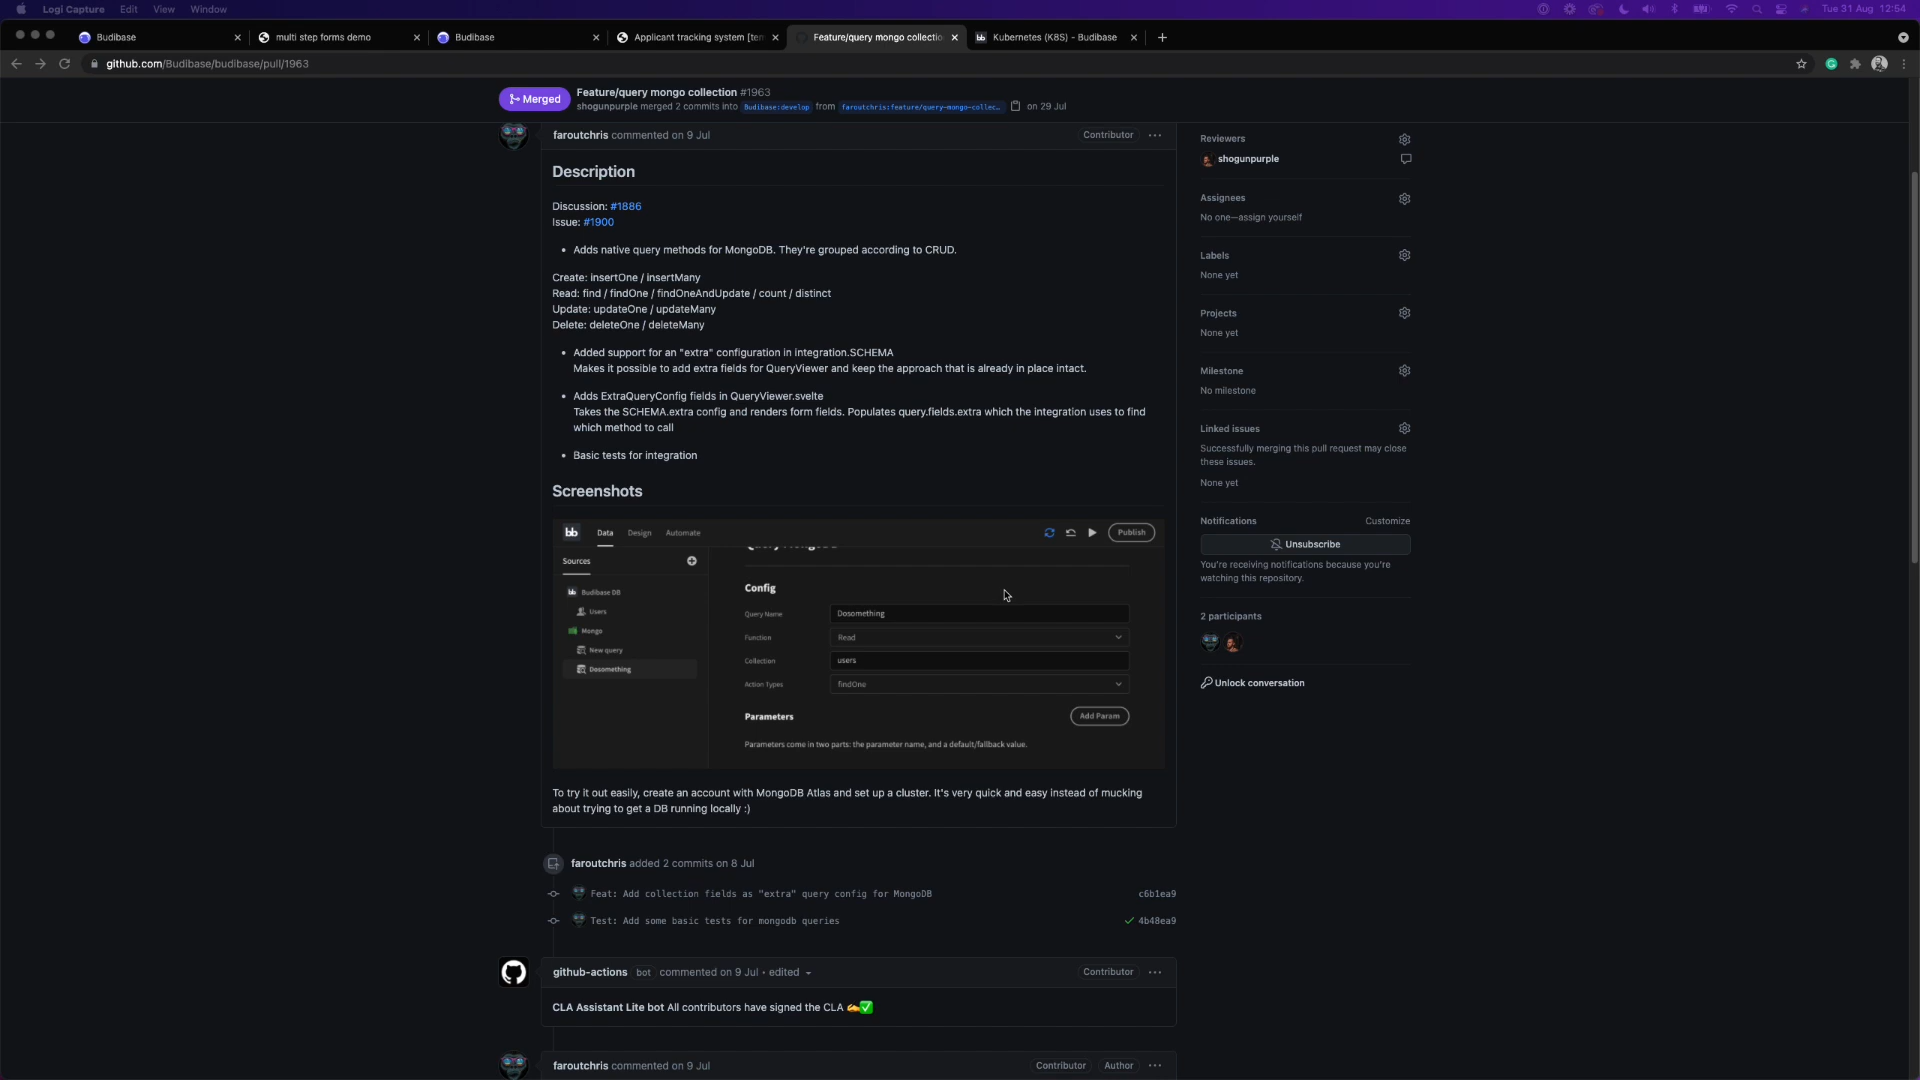 Logi Capture Edit View Window Tue 31 Aug 12:54
Budibase multi step forms demo Budibase Applicant tracking system [tem Feature/query mongo collectio Kubernetes (K8S) - Budibase
github.com/Budibase/budibase/pull/1963
Merged
Feature/query mongo collection #1963
shogunpurple merged 2 commits into Budibase:develop from faroutchris:feature/query-mongo-collec… on 29 Jul
faroutchris commented on 9 Jul Contributor
Description
Discussion: #1886
Issue: #1900
• Adds native query methods for MongoDB. They're grouped according to CRUD.
Create: insertOne / insertMany
Read: find / findOne / findOneAndUpdate / count / distinct
Update: updateOne / updateMany
Delete: deleteOne / deleteMany
• Added support for an "extra" configuration in integration.SCHEMA
Makes it possible to add extra fields for QueryViewer and keep the approach that is already in place intact.
• Adds ExtraQueryConfig fields in QueryViewer.svelte
Takes the SCHEMA.extra config and renders form fields. Populates query.fields.extra which the integration uses to find
which method to call
• Basic tests for integration
Screenshots
bb Data Design Automate Publish
Sources
Budibase DB
Users
Mongo
New query
Dosomething
Config
Query Name Dosomething
Function Read
Collection users
Action Types findOne
Parameters Add Param
Parameters come in two parts: the parameter name, and a default/fallback value.
To try it out easily, create an account with MongoDB Atlas and set up a cluster. It's very quick and easy instead of mucking
about trying to get a DB running locally :)
faroutchris added 2 commits on 8 Jul
Feat: Add collection fields as "extra" query config for MongoDB c6b1ea9
Test: Add some basic tests for mongodb queries 4b48ea9
github-actions bot commented on 9 Jul • edited Contributor
CLA Assistant Lite bot All contributors have signed the CLA ✍️✅
faroutchris commented on 9 Jul Contributor Author
Reviewers
shogunpurple
Assignees
No one—assign yourself
Labels
None yet
Projects
None yet
Milestone
No milestone
Linked issues
Successfully merging this pull request may close
these issues.
None yet
Notifications Customize
Unsubscribe
You're receiving notifications because you're
watching this repository.
2 participants
Unlock conversation